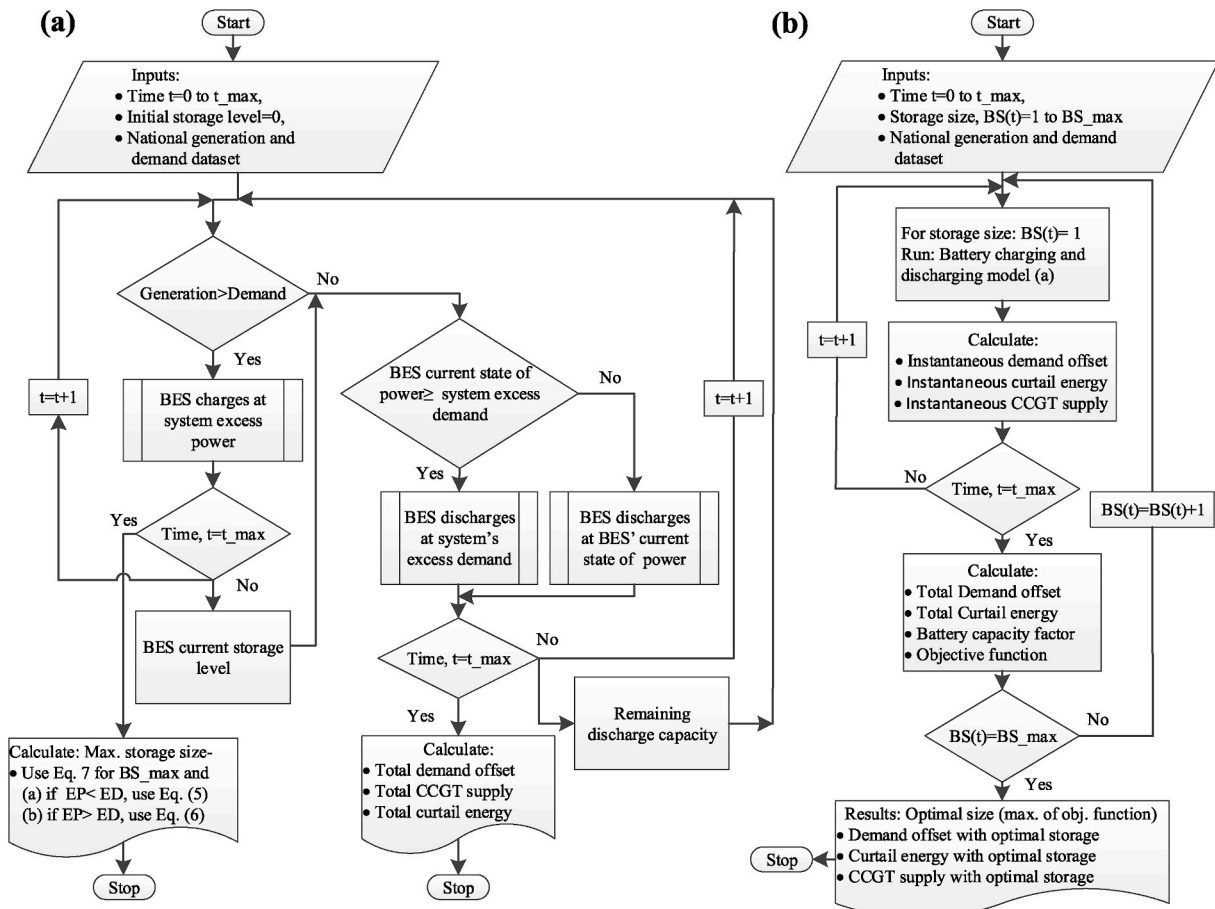 (a)
Start
Inputs:
● Time t=0 to t_max,
● Initial storage level=0,
● National generation and
demand dataset
Generation>Demand
No
Yes
t=t+1
BES charges at
system excess
power
Yes
Time, t=t_max
No
BES current storage
level
Calculate: Max. storage size-
● Use Eq. 7 for BS_max and
(a) if EP< ED, use Eq. (5)
(b) if EP> ED, use Eq. (6)
Stop
BES current state of
power≥ system excess
demand
No
t=t+1
Yes
BES discharges
at system's
excess demand
BES discharges
at BES' current
state of power
Time, t=t_max
No
Yes
Remaining
discharge capacity
Calculate:
● Total demand offset
● Total CCGT supply
● Total curtail energy
Stop
(b)
Start
Inputs:
● Time t=0 to t_max,
● Storage size, BS(t)=1 to BS_max
● National generation and demand
dataset
For storage size: BS(t)= 1
Run: Battery charging and
discharging model (a)
t=t+1
Calculate:
● Instantaneous demand offset
● Instantaneous curtail energy
● Instantaneous CCGT supply
No
Time, t=t_max
BS(t)=BS(t)+1
Yes
Calculate:
● Total Demand offset
● Total Curtail energy
● Battery capacity factor
● Objective function
BS(t)=BS_max
No
Yes
Results: Optimal size (max. of obj. function)
● Demand offset with optimal storage
● Curtail energy with optimal storage
● CCGT supply with optimal storage
Stop